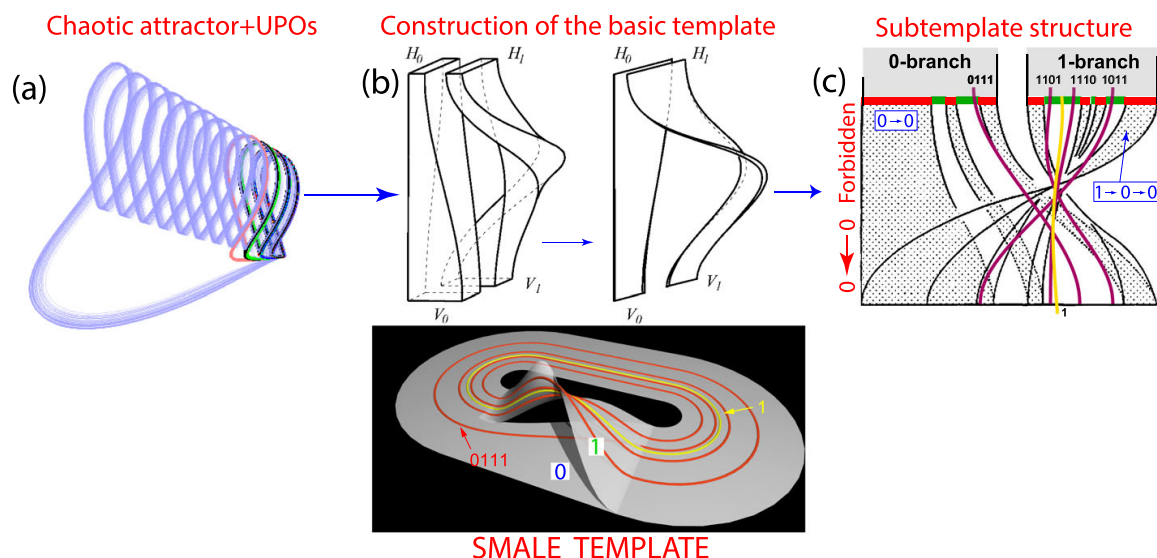 Chaotic attractor+UPOs
Construction of the basic template
Subtemplate structure
(a)
(b)
H0 H1
H0 H1
V1
V0
V1
V0
(c)
0-branch 1-branch
0111 1101 1110 1011
0→0
1→0→0
0→0 Forbidden
1
1
0111
1
0
SMALE TEMPLATE